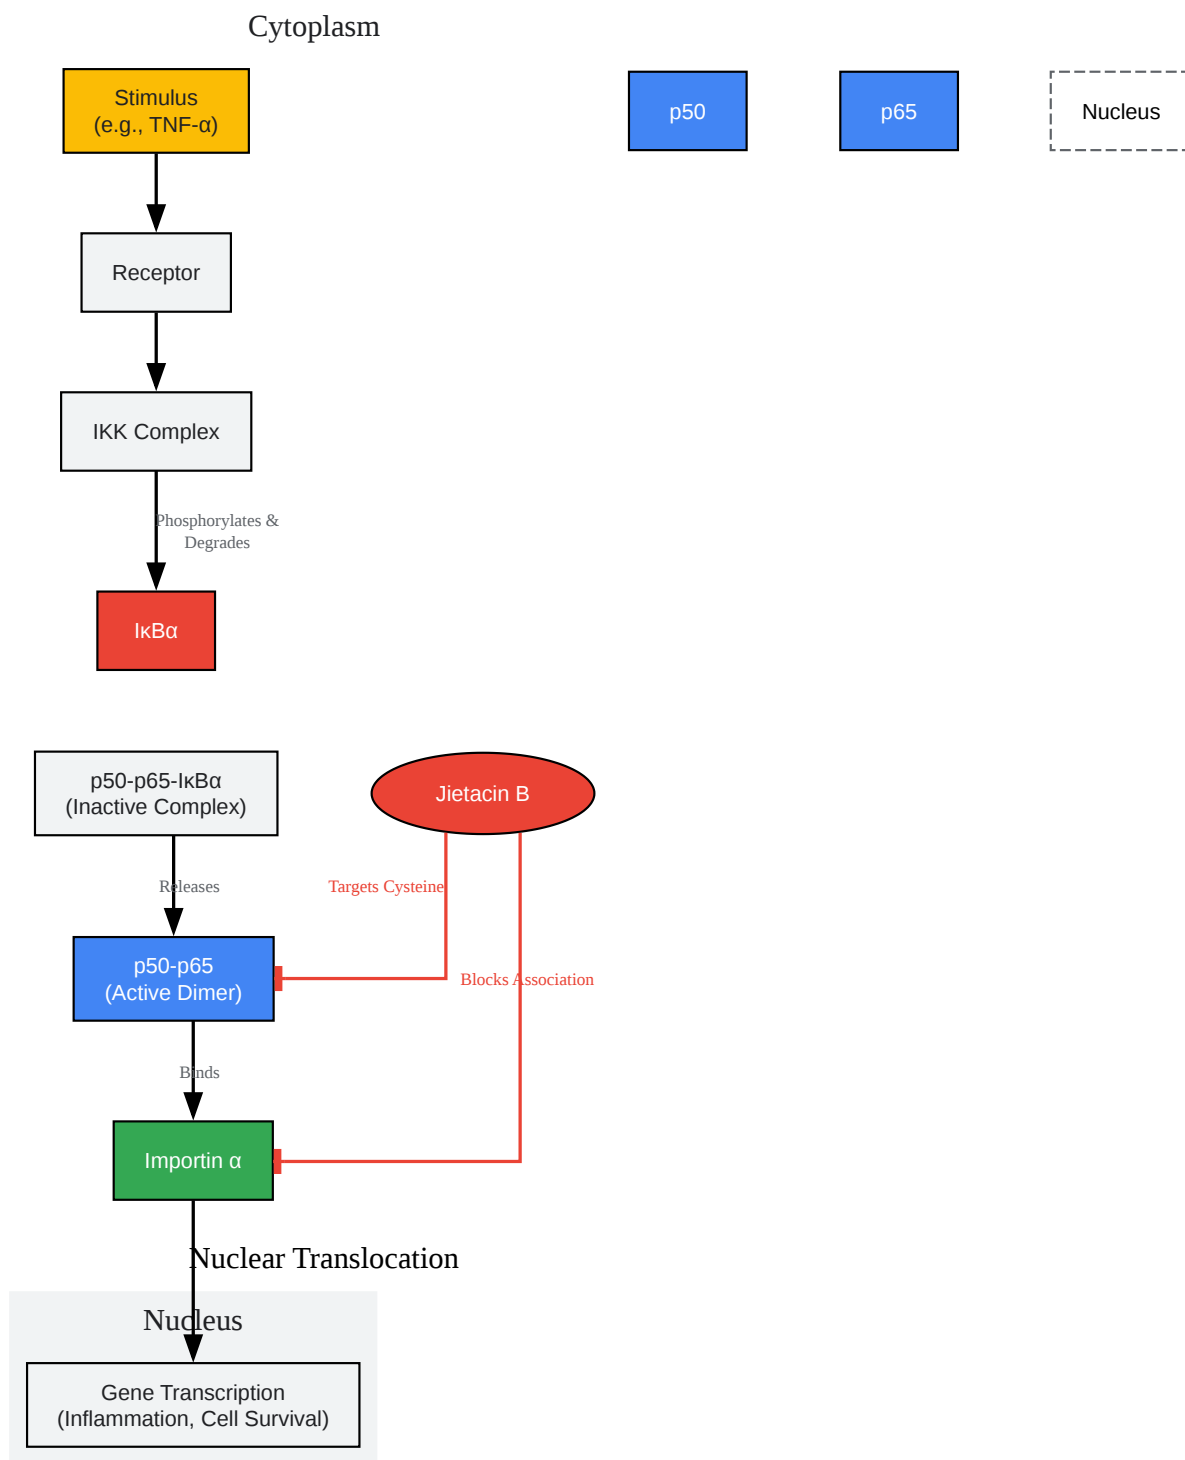 Cytoplasm
Stimulus
(e.g., TNF-α)
p50
p65
Nucleus
Receptor
IKK Complex
Phosphorylates &
Degrades
IκBα
p50-p65-IκBα
(Inactive Complex)
Jietacin B
Releases
Targets Cysteine
p50-p65
(Active Dimer)
Blocks Association
Binds
Importin α
Nuclear Translocation
Nucleus
Gene Transcription
(Inflammation, Cell Survival)